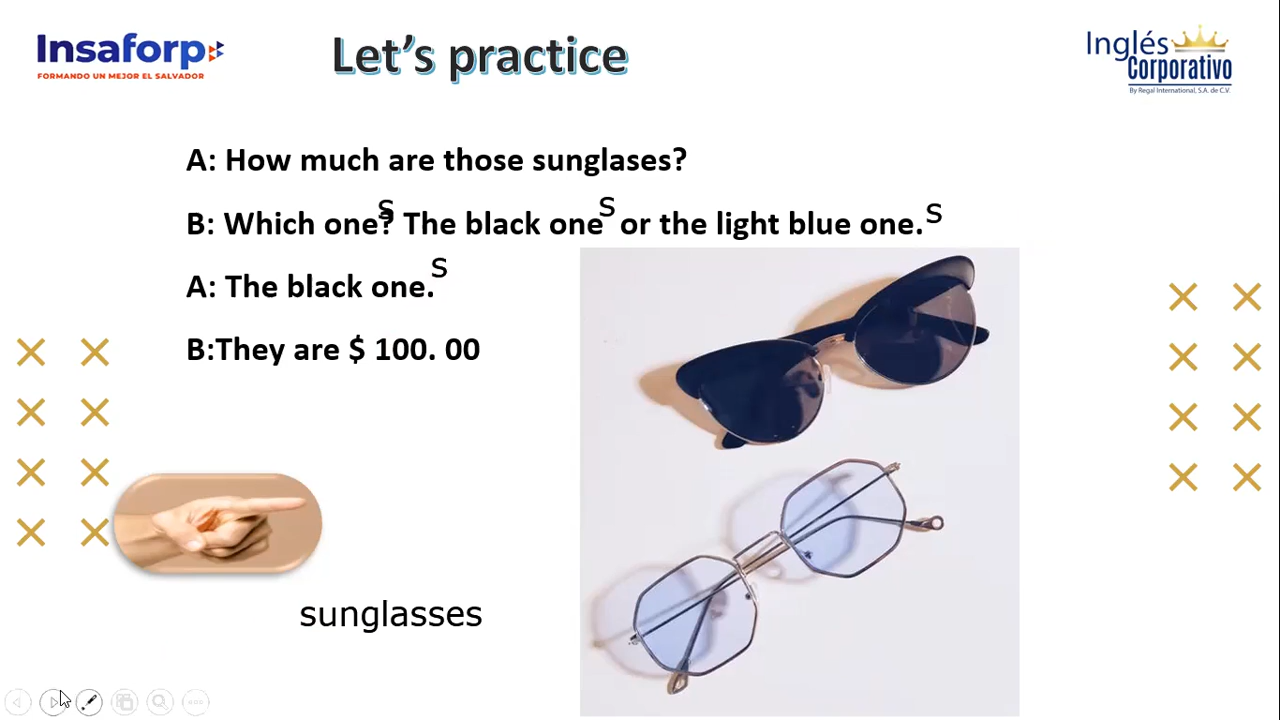 Insaforp
FORMANDO UN MEJOR EL SALVADOR
Let's practice
Inglés
Corporativo
By Regal International, S.A. de C.V.
A: How much are those sunglases?
B: Which one? s The black one s or the light blue one. s
A: The black one. s
B:They are $ 100. 00
sunglasses